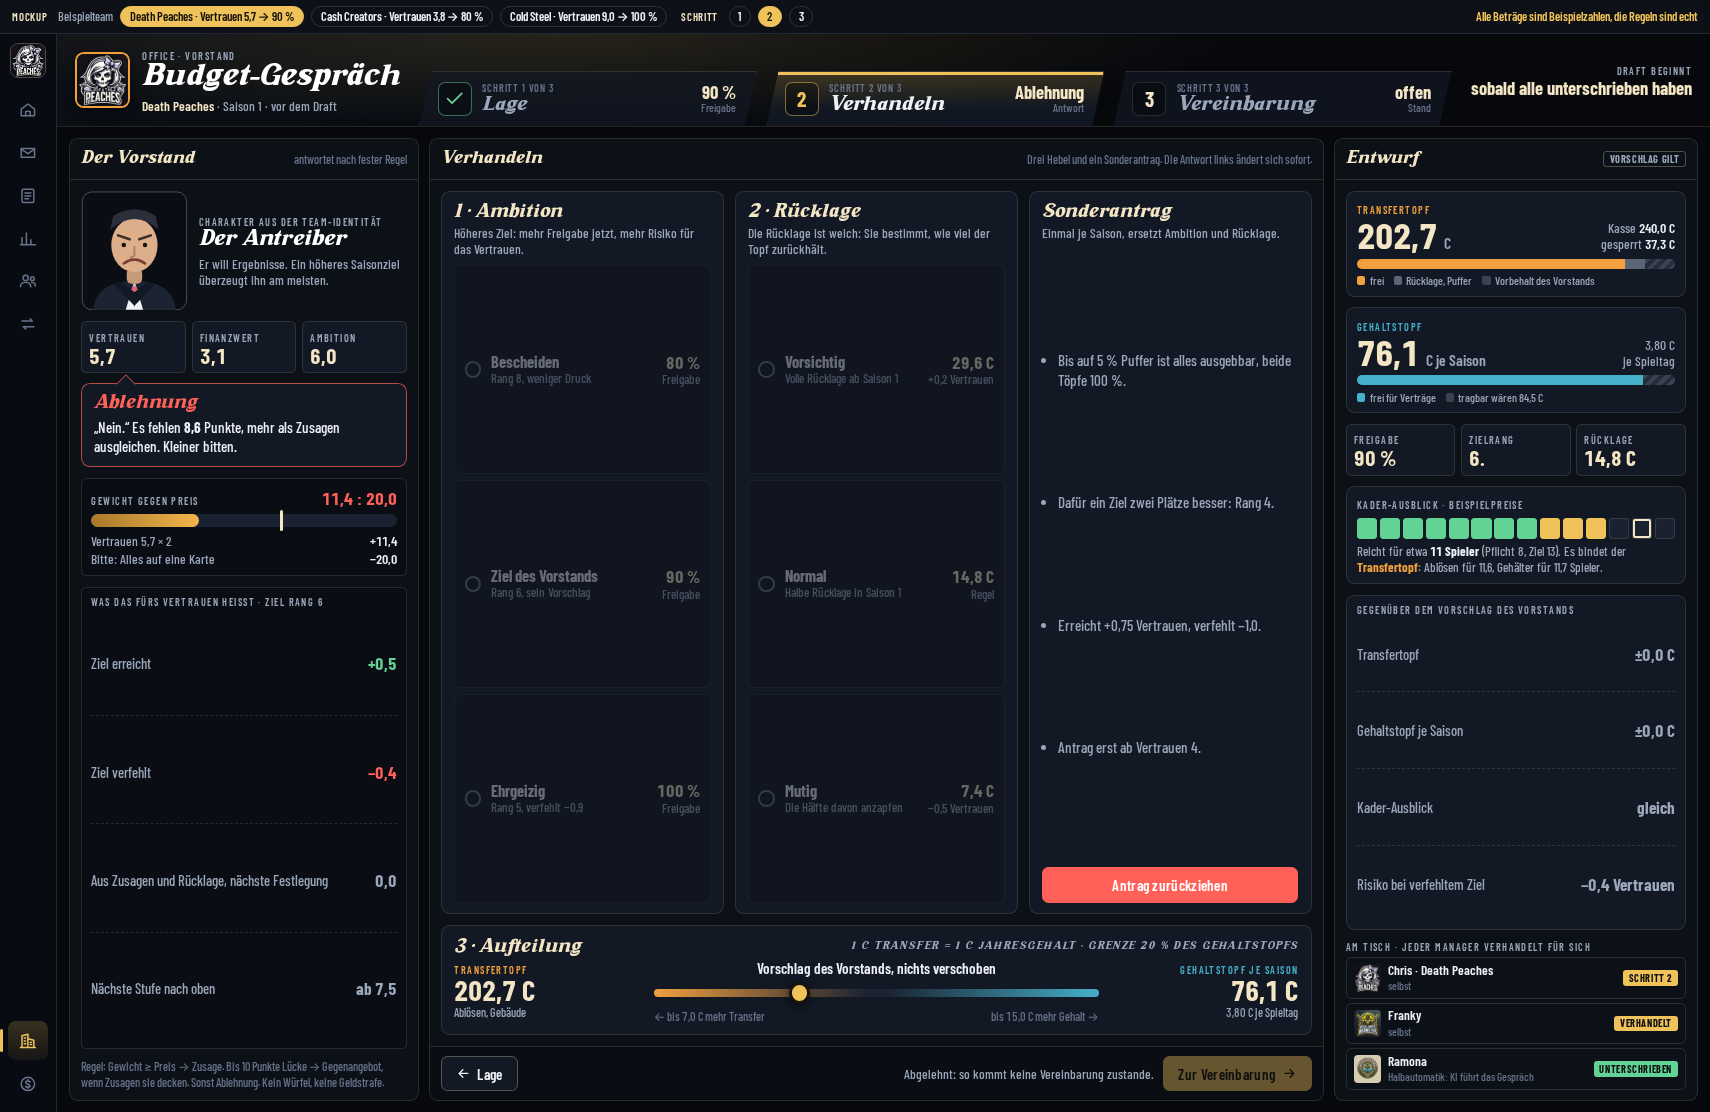 MOCKUP Beispielteam Death Peaches · Vertrauen 5,7 → 90 % Cash Creators · Vertrauen 3,8 → 80 % Cold Steel · Vertrauen 9,0 → 100 % SCHRITT 1 2 3 Alle Beträge sind Beispielzahlen, die Regeln sind echt
OFFICE · VORSTAND
Budget-Gespräch
Death Peaches · Saison 1 · vor dem Draft
SCHRITT 1 VON 3
Lage
90 %
Freigabe
2
SCHRITT 2 VON 3
Verhandeln
Ablehnung
Antwort
3
SCHRITT 3 VON 3
Vereinbarung
offen
Stand
DRAFT BEGINNT
sobald alle unterschrieben haben
Der Vorstand
antwortet nach fester Regel
CHARAKTER AUS DER TEAM-IDENTITÄT
Der Antreiber
Er will Ergebnisse. Ein höheres Saisonziel
überzeugt ihn am meisten.
VERTRAUEN
5,7
FINANZWERT
3,1
AMBITION
6,0
Ablehnung
„Nein.“ Es fehlen 8,6 Punkte, mehr als Zusagen
ausgleichen. Kleiner bitten.
GEWICHT GEGEN PREIS 11,4 : 20,0
Vertrauen 5,7 × 2 +11,4
Bitte: Alles auf eine Karte −20,0
WAS DAS FÜRS VERTRAUEN HEISST · ZIEL RANG 6
Ziel erreicht +0,5
Ziel verfehlt −0,4
Aus Zusagen und Rücklage, nächste Festlegung 0,0
Nächste Stufe nach oben ab 7,5
Regel: Gewicht ≥ Preis → Zusage. Bis 10 Punkte Lücke → Gegenangebot,
wenn Zusagen sie decken. Sonst Ablehnung. Kein Würfel, keine Geldstrafe.
Verhandeln
Drei Hebel und ein Sonderantrag. Die Antwort links ändert sich sofort.
1 · Ambition
Höheres Ziel: mehr Freigabe jetzt, mehr Risiko für
das Vertrauen.
Bescheiden 80 %
Rang 8, weniger Druck Freigabe
Ziel des Vorstands 90 %
Rang 6, sein Vorschlag Freigabe
Ehrgeizig 100 %
Rang 5, verfehlt −0,9 Freigabe
2 · Rücklage
Die Rücklage ist weich: Sie bestimmt, wie viel der
Topf zurückhält.
Vorsichtig 29,6 C
Volle Rücklage ab Saison 1 +0,2 Vertrauen
Normal 14,8 C
Halbe Rücklage in Saison 1 Regel
Mutig 7,4 C
Die Hälfte davon anzapfen −0,5 Vertrauen
Sonderantrag
Einmal je Saison, ersetzt Ambition und Rücklage.
• Bis auf 5 % Puffer ist alles ausgebbar, beide
Töpfe 100 %.
• Dafür ein Ziel zwei Plätze besser: Rang 4.
• Erreicht +0,75 Vertrauen, verfehlt −1,0.
• Antrag erst ab Vertrauen 4.
Antrag zurückziehen
3 · Aufteilung
1 C TRANSFER = 1 C JAHRESGEHALT · GRENZE 20 % DES GEHALTSTOPFS
TRANSFERTOPF
202,7 C
Ablösen, Gebäude
Vorschlag des Vorstands, nichts verschoben
← bis 7,0 C mehr Transfer bis 15,0 C mehr Gehalt →
GEHALTSTOPF JE SAISON
76,1 C
3,80 C je Spieltag
← Lage
Abgelehnt: so kommt keine Vereinbarung zustande.
Zur Vereinbarung →
Entwurf
VORSCHLAG GILT
TRANSFERTOPF
202,7 C
Kasse 240,0 C
gesperrt 37,3 C
frei Rücklage, Puffer Vorbehalt des Vorstands
GEHALTSTOPF
76,1 C je Saison
3,80 C
je Spieltag
frei für Verträge tragbar wären 84,5 C
FREIGABE
90 %
ZIELRANG
6.
RÜCKLAGE
14,8 C
KADER-AUSBLICK · BEISPIELPREISE
Reicht für etwa 11 Spieler (Pflicht 8, Ziel 13). Es bindet der
Transfertopf: Ablösen für 11,6, Gehälter für 11,7 Spieler.
GEGENÜBER DEM VORSCHLAG DES VORSTANDS
Transfertopf ±0,0 C
Gehaltstopf je Saison ±0,0 C
Kader-Ausblick gleich
Risiko bei verfehltem Ziel −0,4 Vertrauen
AM TISCH · JEDER MANAGER VERHANDELT FÜR SICH
Chris · Death Peaches
selbst
SCHRITT 2
Franky
selbst
VERHANDELT
Ramona
Halbautomatik: KI führt das Gespräch
UNTERSCHRIEBEN